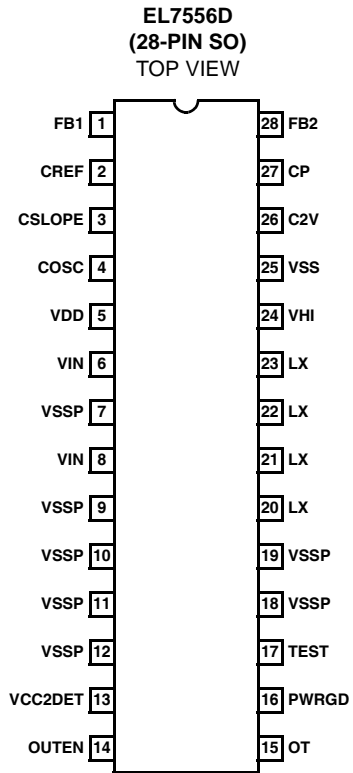 EL7556D
(28-PIN SO)
TOP VIEW
FB1 1 28 FB2
CREF 2 27 CP
CSLOPE 3 26 C2V
COSC 4 25 VSS
VDD 5 24 VHI
VIN 6 23 LX
VSSP 7 22 LX
VIN 8 21 LX
VSSP 9 20 LX
VSSP 10 19 VSSP
VSSP 11 18 VSSP
VSSP 12 17 TEST
VCC2DET 13 16 PWRGD
OUTEN 14 15 OT